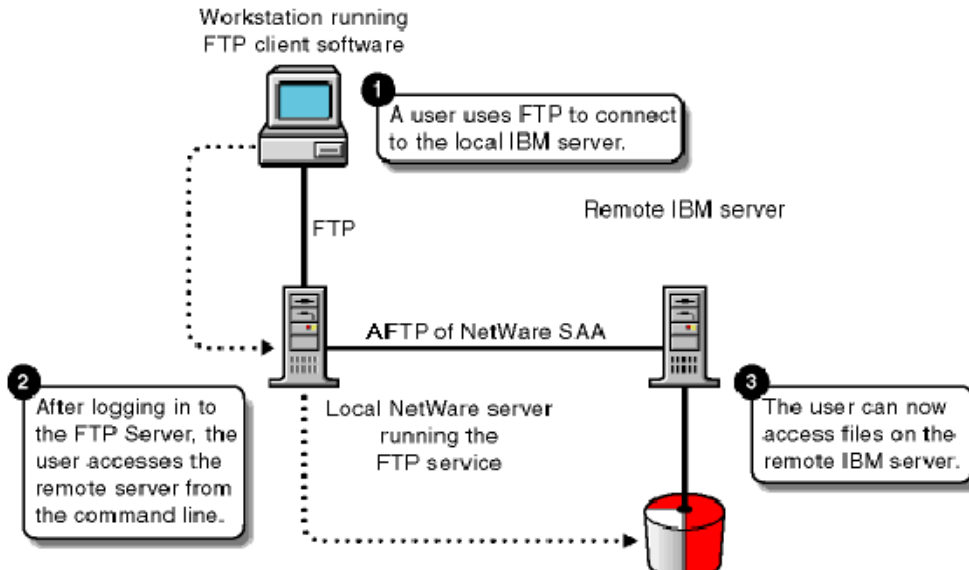 Workstation running
FTP client software
1
A user uses FTP to connect
to the local IBM server.
FTP
Remote IBM server
AFTP of NetWare SAA
2
After logging in to
the FTP Server, the
user accesses the
remote server from
the command line.
Local NetWare server
running the
FTP service
3
The user can now
access files on the
remote IBM server.